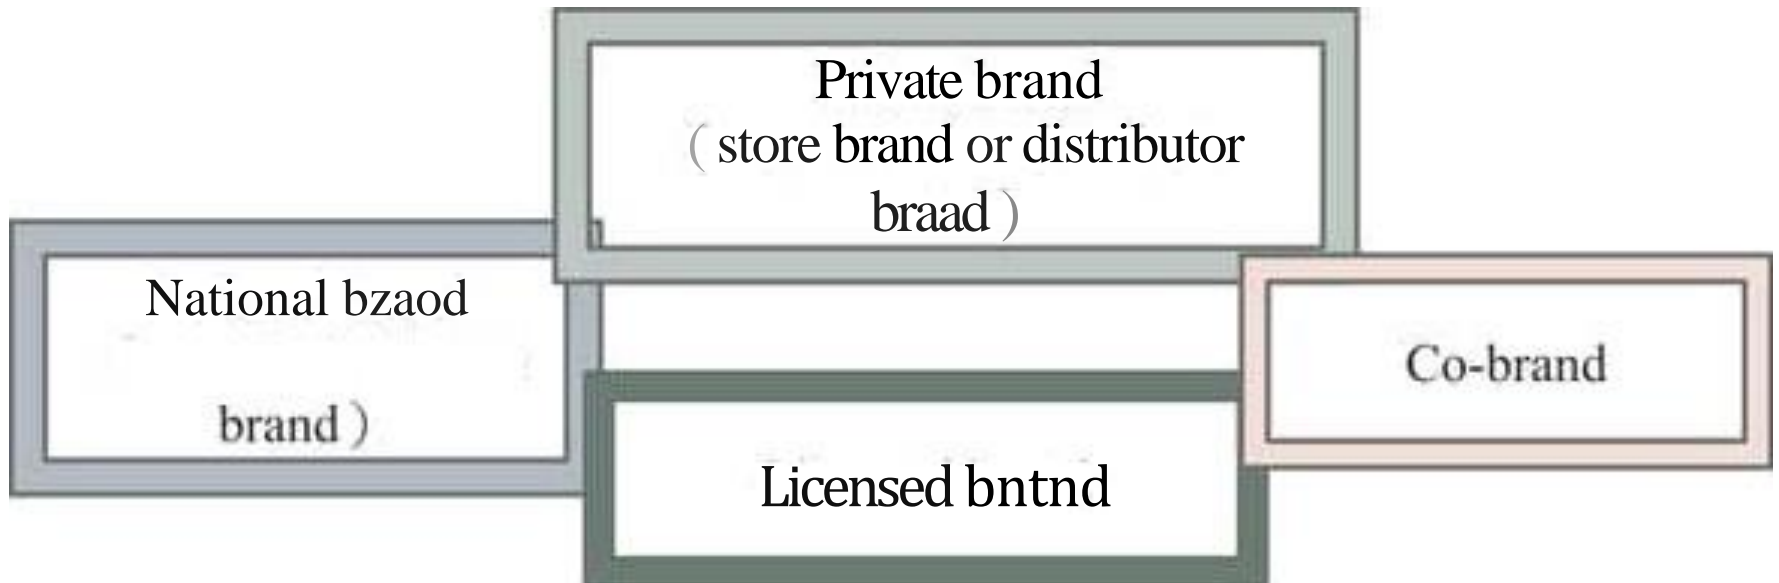 Private brand
( store brand or distributor
braad )
National bzaod
brand )
Co-brand
Licensed bntnd